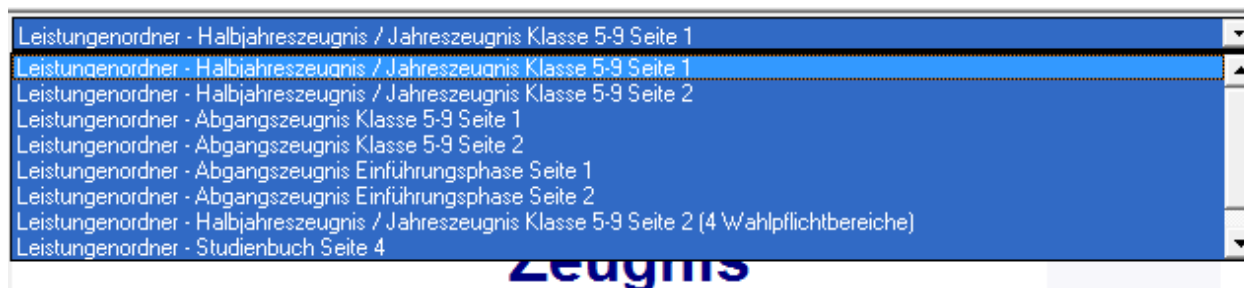 Leistungenordner - Halbjahreszeugnis / Jahreszeugnis Klasse 5-9 Seite 1
Leistungenordner - Halbjahreszeugnis / Jahreszeugnis Klasse 5-9 Seite 1
Leistungenordner - Halbjahreszeugnis / Jahreszeugnis Klasse 5-9 Seite 2
Leistungenordner - Abgangszeugnis Klasse 5-9 Seite 1
Leistungenordner - Abgangszeugnis Klasse 5-9 Seite 2
Leistungenordner - Abgangszeugnis Einführungsphase Seite 1
Leistungenordner - Abgangszeugnis Einführungsphase Seite 2
Leistungenordner - Halbjahreszeugnis / Jahreszeugnis Klasse 5-9 Seite 2 (4 Wahlpflichtbereiche)
Leistungenordner - Studienbuch Seite 4
Zeugnis